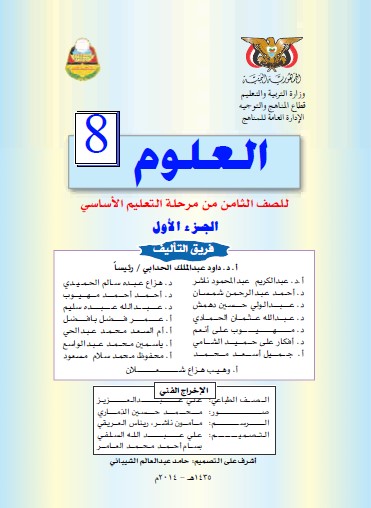 الجمهورية اليمنية
وزارة التربية والتعليم
قطاع المناهج والتوجيه
الإدارة العامة للمناهج
العلوم
8
للصف الثامن من مرحلة التعليم الأساسي
الجزء الأول
فريق التأليف
أ. د. داود عبدالملك الحدابي / رئيساً
أ. د. عبدالكريم عبدالمحمود ناشر د. هزاع عبده سالم الحميدي
د. أحمد عبدالرحمن شمسان د. أحمد أحمد مهيوب
د. عبدالولي حسين دهمش د. عبدالله عبده سليم
د. عبدالله عثمان الحمادي أ. عمر فضل بافضل
د. مهيوب على أنعم أ. أم السعد محمد عبدالحي
د. أفكار على حميد الشامي أ. ياسمين محمد عبدالواسع
أ. جميل أسعد محمد أ. محفوظ محمد سلام مسعود
أ. وهيب هزاع شعلان
الإخراج الفني
الصف الطباعي: علي عبدالعزيز
صور: محمد حسين الذماري
الرسم: مأمون ناشر، ريناس العريقي
التصميم: علي عبد الله السلفي
بسام أحمد محمد العامر
أشرف على التصميم: حامد عبدالعالم الشيباني
١٤٣٥هـ - ٢٠١٤م